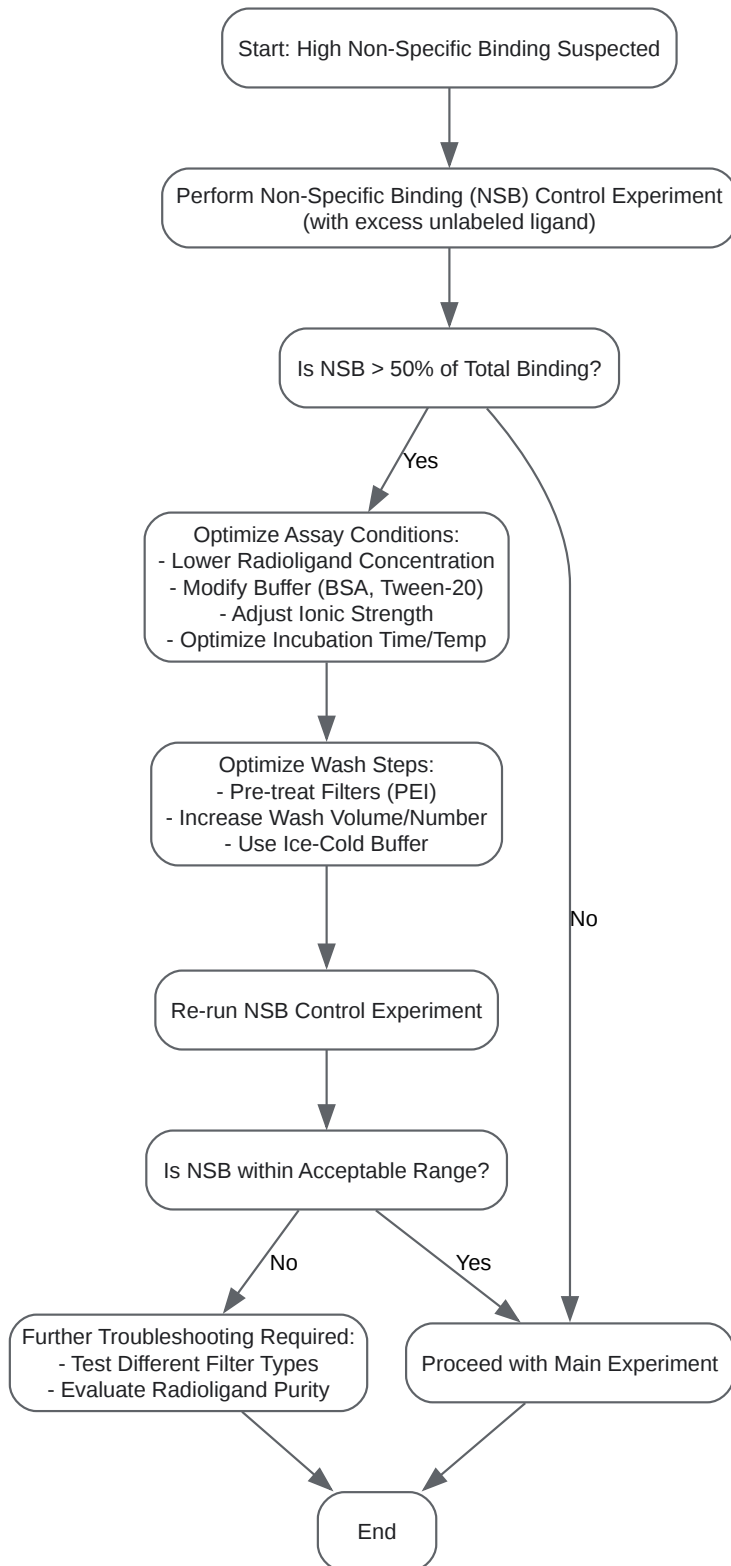 Start: High Non-Specific Binding Suspected
Perform Non-Specific Binding (NSB) Control Experiment
(with excess unlabeled ligand)
Is NSB > 50% of Total Binding?
Yes
Optimize Assay Conditions:
- Lower Radioligand Concentration
- Modify Buffer (BSA, Tween-20)
- Adjust Ionic Strength
- Optimize Incubation Time/Temp
Optimize Wash Steps:
- Pre-treat Filters (PEI)
- Increase Wash Volume/Number
- Use Ice-Cold Buffer
No
Re-run NSB Control Experiment
Is NSB within Acceptable Range?
No
Yes
Further Troubleshooting Required:
- Test Different Filter Types
- Evaluate Radioligand Purity
Proceed with Main Experiment
End